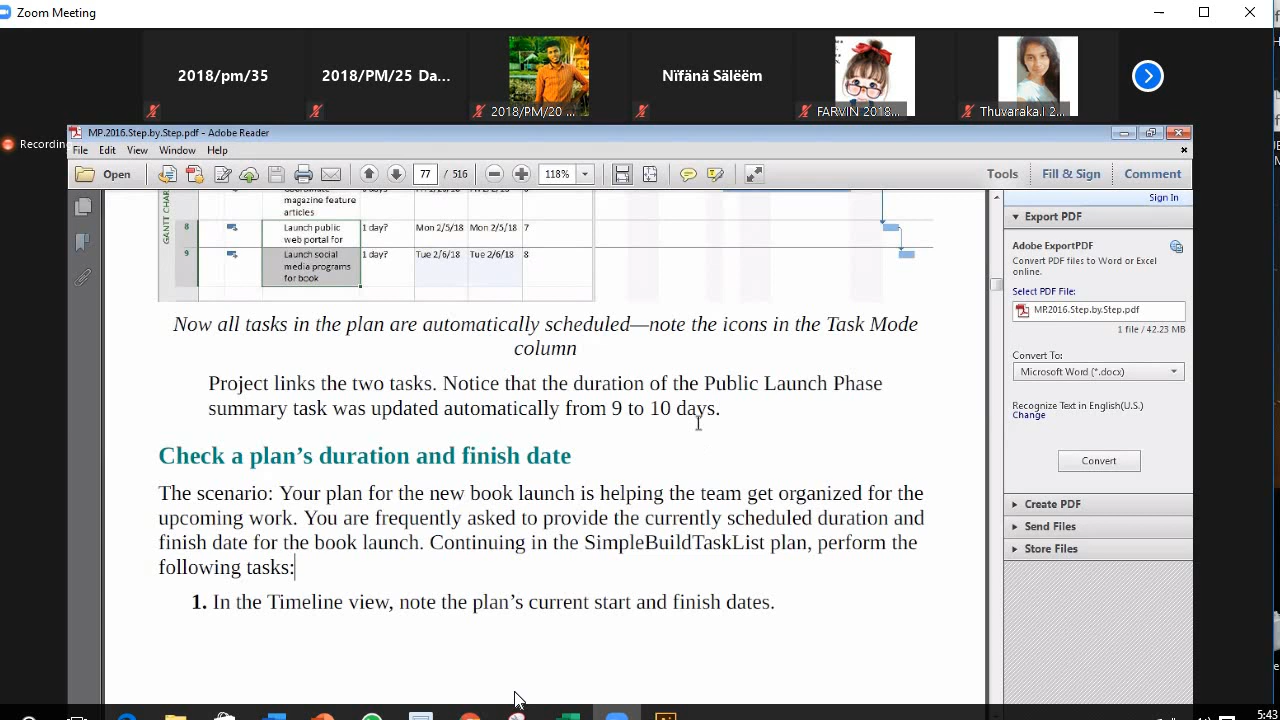 Zoom Meeting
2018/pm/35
2018/PM/25 Da...
2018/PM/20 ...
Nïfänä Sälëëm
FARVIN 2018...
Thuvaraka.I 2...
Recording
MP.2016.Step.by.Step.pdf - Adobe Reader
File Edit View Window Help
Open 77 / 516 118% Tools Fill & Sign Comment
Sign In
GANTT CHAR
magazine feature
articles
8 Launch public 1 day? Mon 2/5/18 Mon 2/5/18 7
web portal for
9 Launch social 1 day? Tue 2/6/18 Tue 2/6/18 8
media programs
for book
Now all tasks in the plan are automatically scheduled—note the icons in the Task Mode
column
Project links the two tasks. Notice that the duration of the Public Launch Phase
summary task was updated automatically from 9 to 10 days.
Check a plan's duration and finish date
The scenario: Your plan for the new book launch is helping the team get organized for the
upcoming work. You are frequently asked to provide the currently scheduled duration and
finish date for the book launch. Continuing in the SimpleBuildTaskList plan, perform the
following tasks:
1. In the Timeline view, note the plan's current start and finish dates.
Export PDF
Adobe ExportPDF
Convert PDF files to Word or Excel
online.
Select PDF File:
MP.2016.Step.by.Step.pdf
1 file / 42.23 MB
Convert To:
Microsoft Word (*.docx)
Recognize Text in English(U.S.)
Change
Convert
Create PDF
Send Files
Store Files
5:43